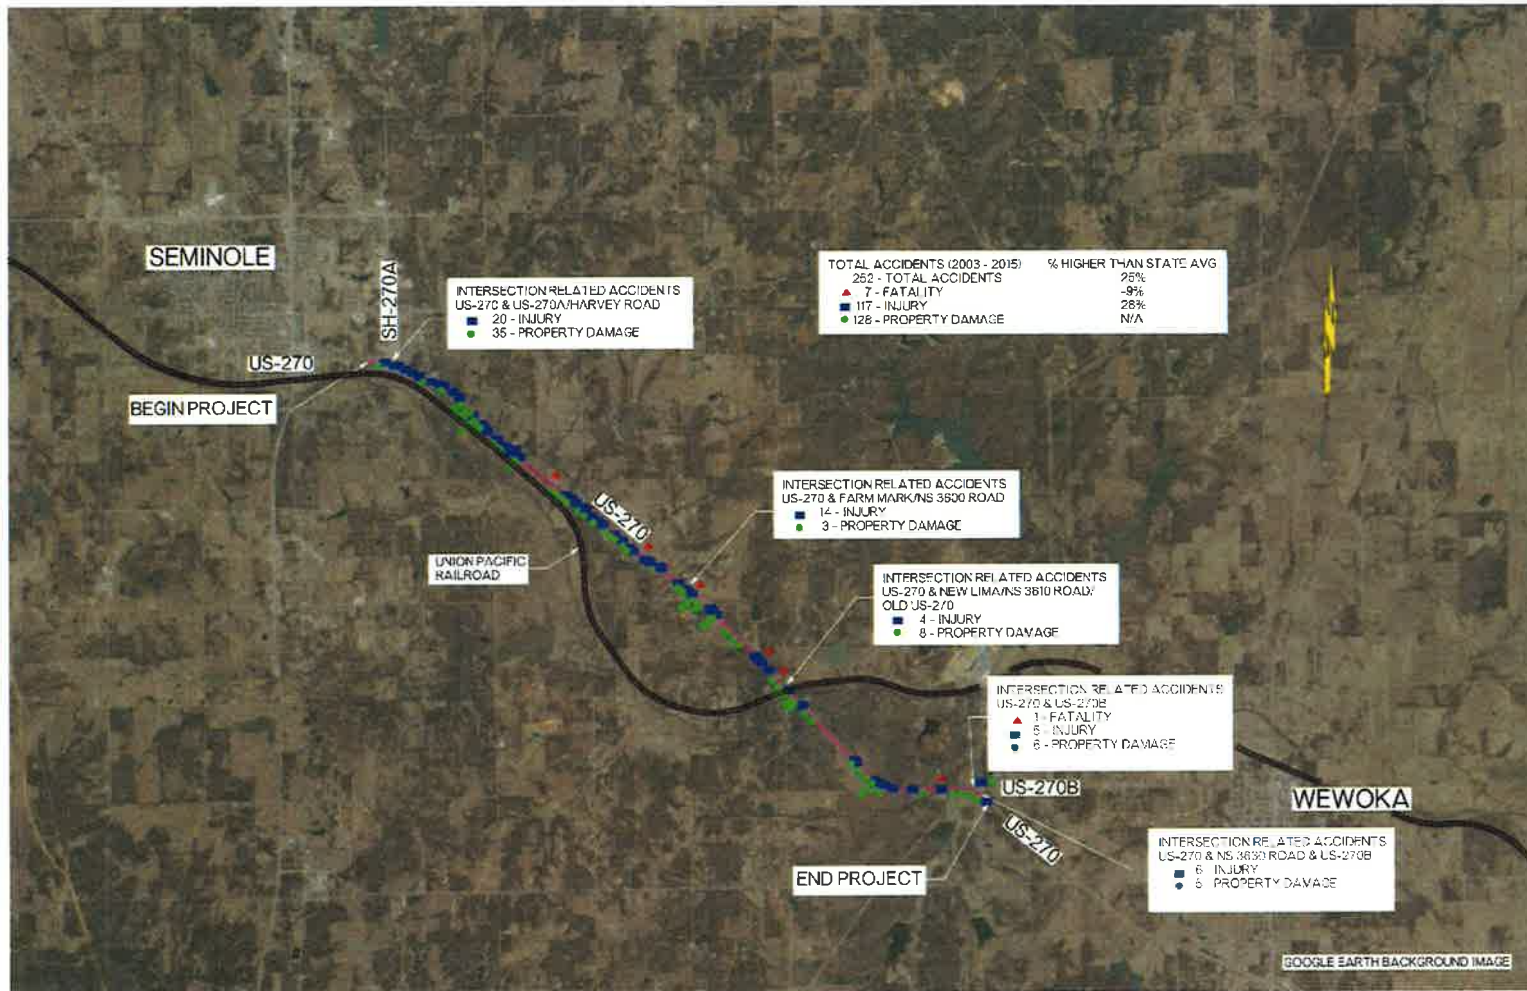 SEMINOLE
SH-270A
INTERSECTION RELATED ACCIDENTS
US-270 & US-270A/HARVEY ROAD
20 - INJURY
35 - PROPERTY DAMAGE
TOTAL ACCIDENTS (2003 - 2015) % HIGHER THAN STATE AVG
252 - TOTAL ACCIDENTS 25%
7 - FATALITY -9%
117 - INJURY 28%
128 - PROPERTY DAMAGE N/A
US-270
BEGIN PROJECT
INTERSECTION RELATED ACCIDENTS
US-270 & FARM MARK/NS 3600 ROAD
14 - INJURY
3 - PROPERTY DAMAGE
US-270
UNION PACIFIC
RAILROAD
INTERSECTION RELATED ACCIDENTS
US-270 & NEW LIMA/NS 3610 ROAD/
OLD US-270
4 - INJURY
8 - PROPERTY DAMAGE
INTERSECTION RELATED ACCIDENTS
US-270 & US-270B
1 - FATALITY
5 - INJURY
6 - PROPERTY DAMAGE
US-270B
WEWOKA
US-270
INTERSECTION RELATED ACCIDENTS
US-270 & NS 3630 ROAD & US-270B
6 - INJURY
5 - PROPERTY DAMAGE
END PROJECT
GOOGLE EARTH BACKGROUND IMAGE